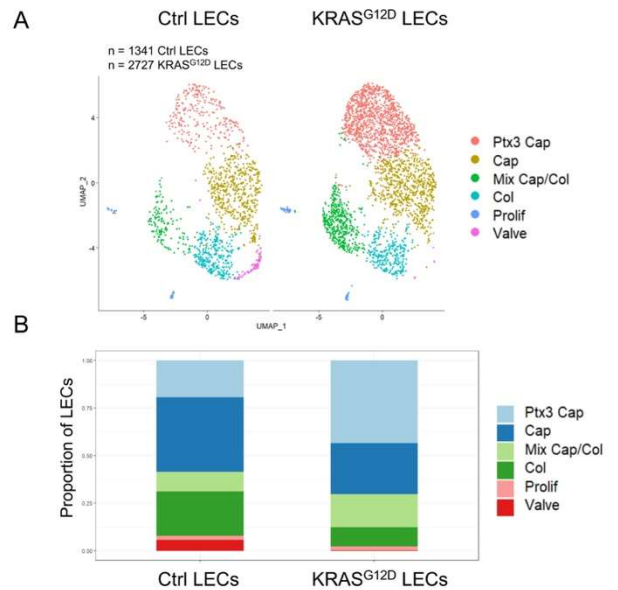 A
Ctrl LECs
KRAS^G12D LECs
n = 1341 Ctrl LECs
n = 2727 KRAS^G12D LECs
UMAP_2
4
0
-4
-5
0
-5
0
UMAP_1
Ptx3 Cap
Cap
Mix Cap/Col
Col
Prolif
Valve
B
Proportion of LECs
1.00
0.75
0.50
0.25
0.00
Ctrl LECs
KRAS^G12D LECs
Ptx3 Cap
Cap
Mix Cap/Col
Col
Prolif
Valve